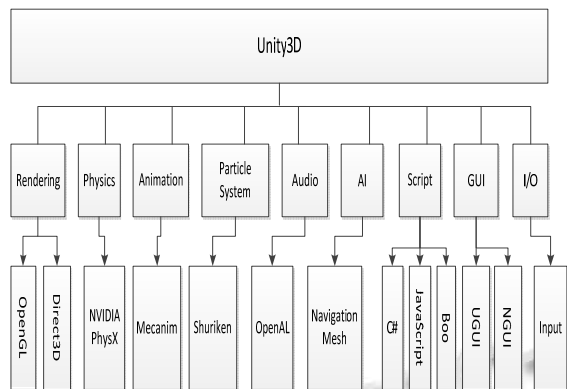 Unity3D
Rendering
Physics
Animation
Particle
System
Audio
AI
Script
GUI
I/O
OpenGL
Direct3D
NVIDIA
PhysX
Mecanim
Shuriken
OpenAL
Navigation
Mesh
C#
JavaScript
Boo
UGUI
NGUI
Input